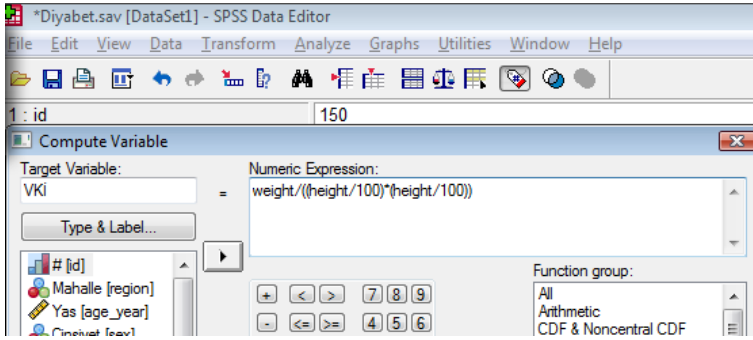 *Diyabet.sav [DataSet1] - SPSS Data Editor
File Edit View Data Transform Analyze Graphs Utilities Window Help
1 : id 150
Compute Variable
Target Variable: Numeric Expression:
VKi = weight/((height/100)*(height/100))
Type & Label...
# [id]
Function group:
Mahalle [region] + < > 7 8 9 All
Yas [age_year] Arithmetic
Cinsiyet [sex] - <= >= 4 5 6 CDF & Noncentral CDF